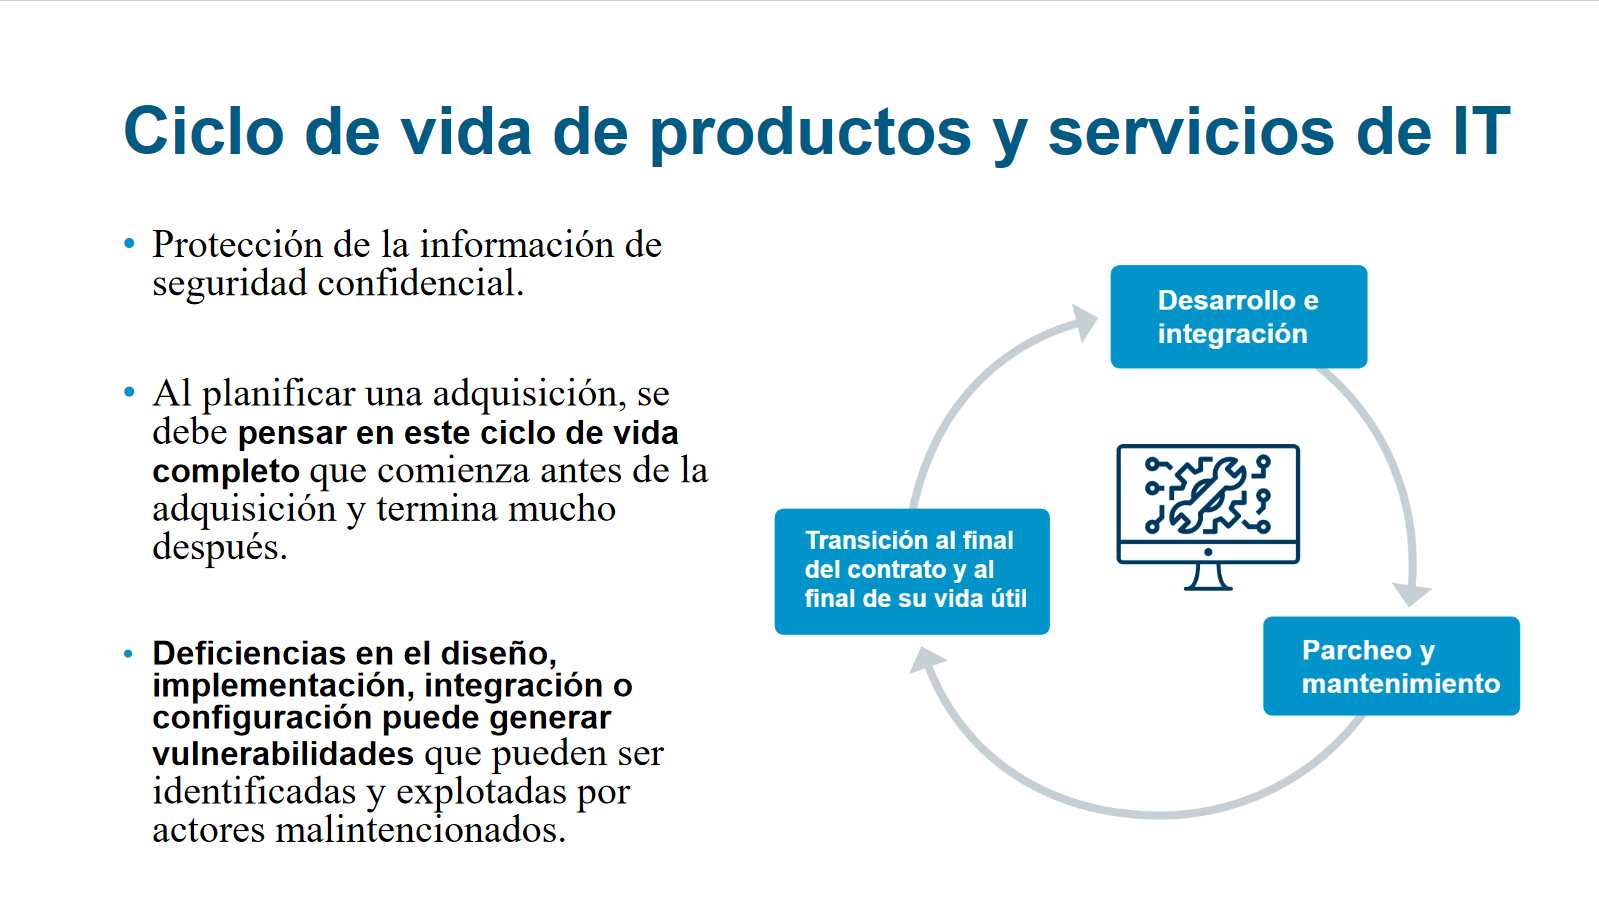 Ciclo de vida de productos y servicios de IT
• Protección de la información de
seguridad confidencial.
• Al planificar una adquisición, se
debe pensar en este ciclo de vida
completo que comienza antes de la
adquisición y termina mucho
después.
• Deficiencias en el diseño,
implementación, integración o
configuración puede generar
vulnerabilidades que pueden ser
identificadas y explotadas por
actores malintencionados.
Desarrollo e
integración
Transición al final
del contrato y al
final de su vida útil
Parcheo y
mantenimiento